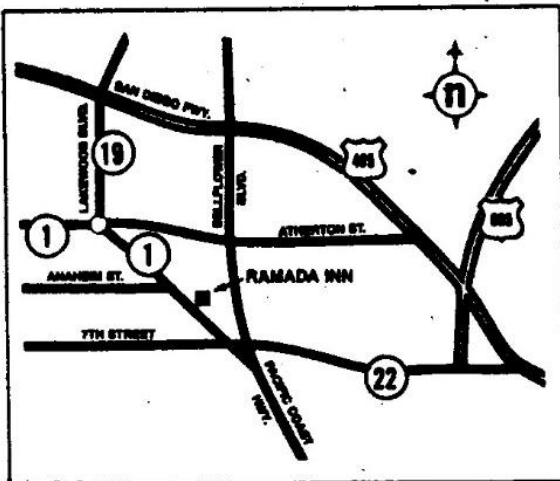 n
SAN DIEGO FWY.
LAKEWOOD BLVD.
19
BELLFLOWER
BLVD.
405
605
1
1
ATHERTON ST.
ANAHEIM ST.
RAMADA INN
7TH STREET
22
PACIFIC COAST
HWY.